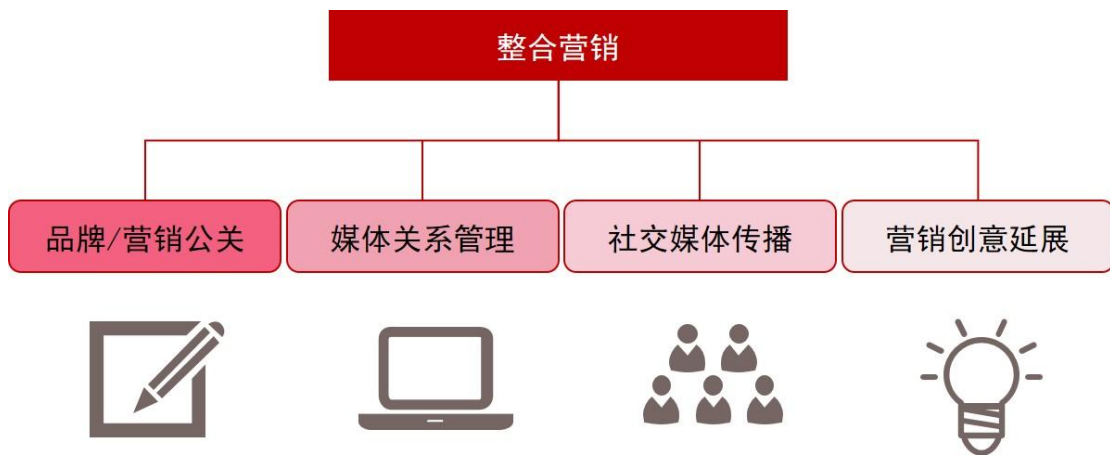 整合营销
品牌/营销公关
媒体关系管理
社交媒体传播
营销创意延展